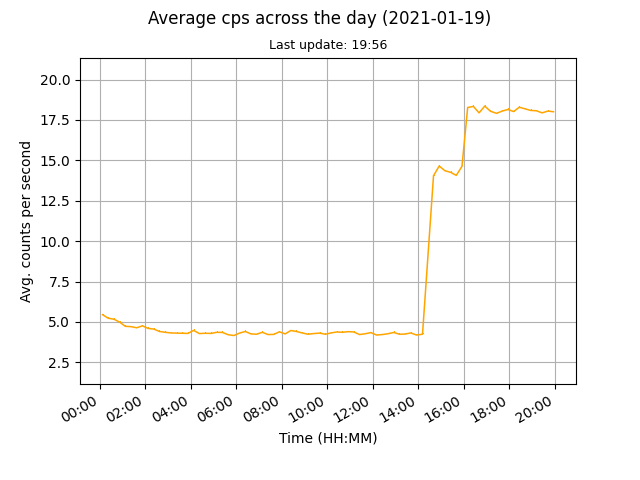 Average cps across the day (2021-01-19)
Last update: 19:56
20.0
17.5
15.0
12.5
10.0
7.5
5.0
2.5
Avg. counts per second
00:00 02:00 04:00 06:00 08:00 10:00 12:00 14:00 16:00 18:00 20:00
Time (HH:MM)